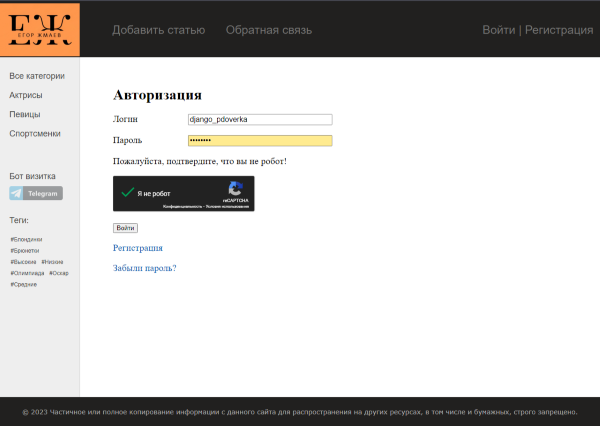 ЕЖ
ЕГОР ЖМАЕВ
Добавить статью Обратная связь Войти | Регистрация
Все категории
Актрисы
Певицы
Спортсменки
Бот визитка
Telegram
Теги:
#Блондинки
#Брюнетки
#Высокие #Низкие
#Олимпиада #Оскар
#Средние
Авторизация
Логин django_pdoverka
Пароль ••••••••
Пожалуйста, подтвердите, что вы не робот!
Я не робот
reCAPTCHA
Конфиденциальность - Условия использования
Войти
Регистрация
Забыли пароль?
© 2023 Частичное или полное копирование информации с данного сайта для распространения на других ресурсах, в том числе и бумажных, строго запрещено.